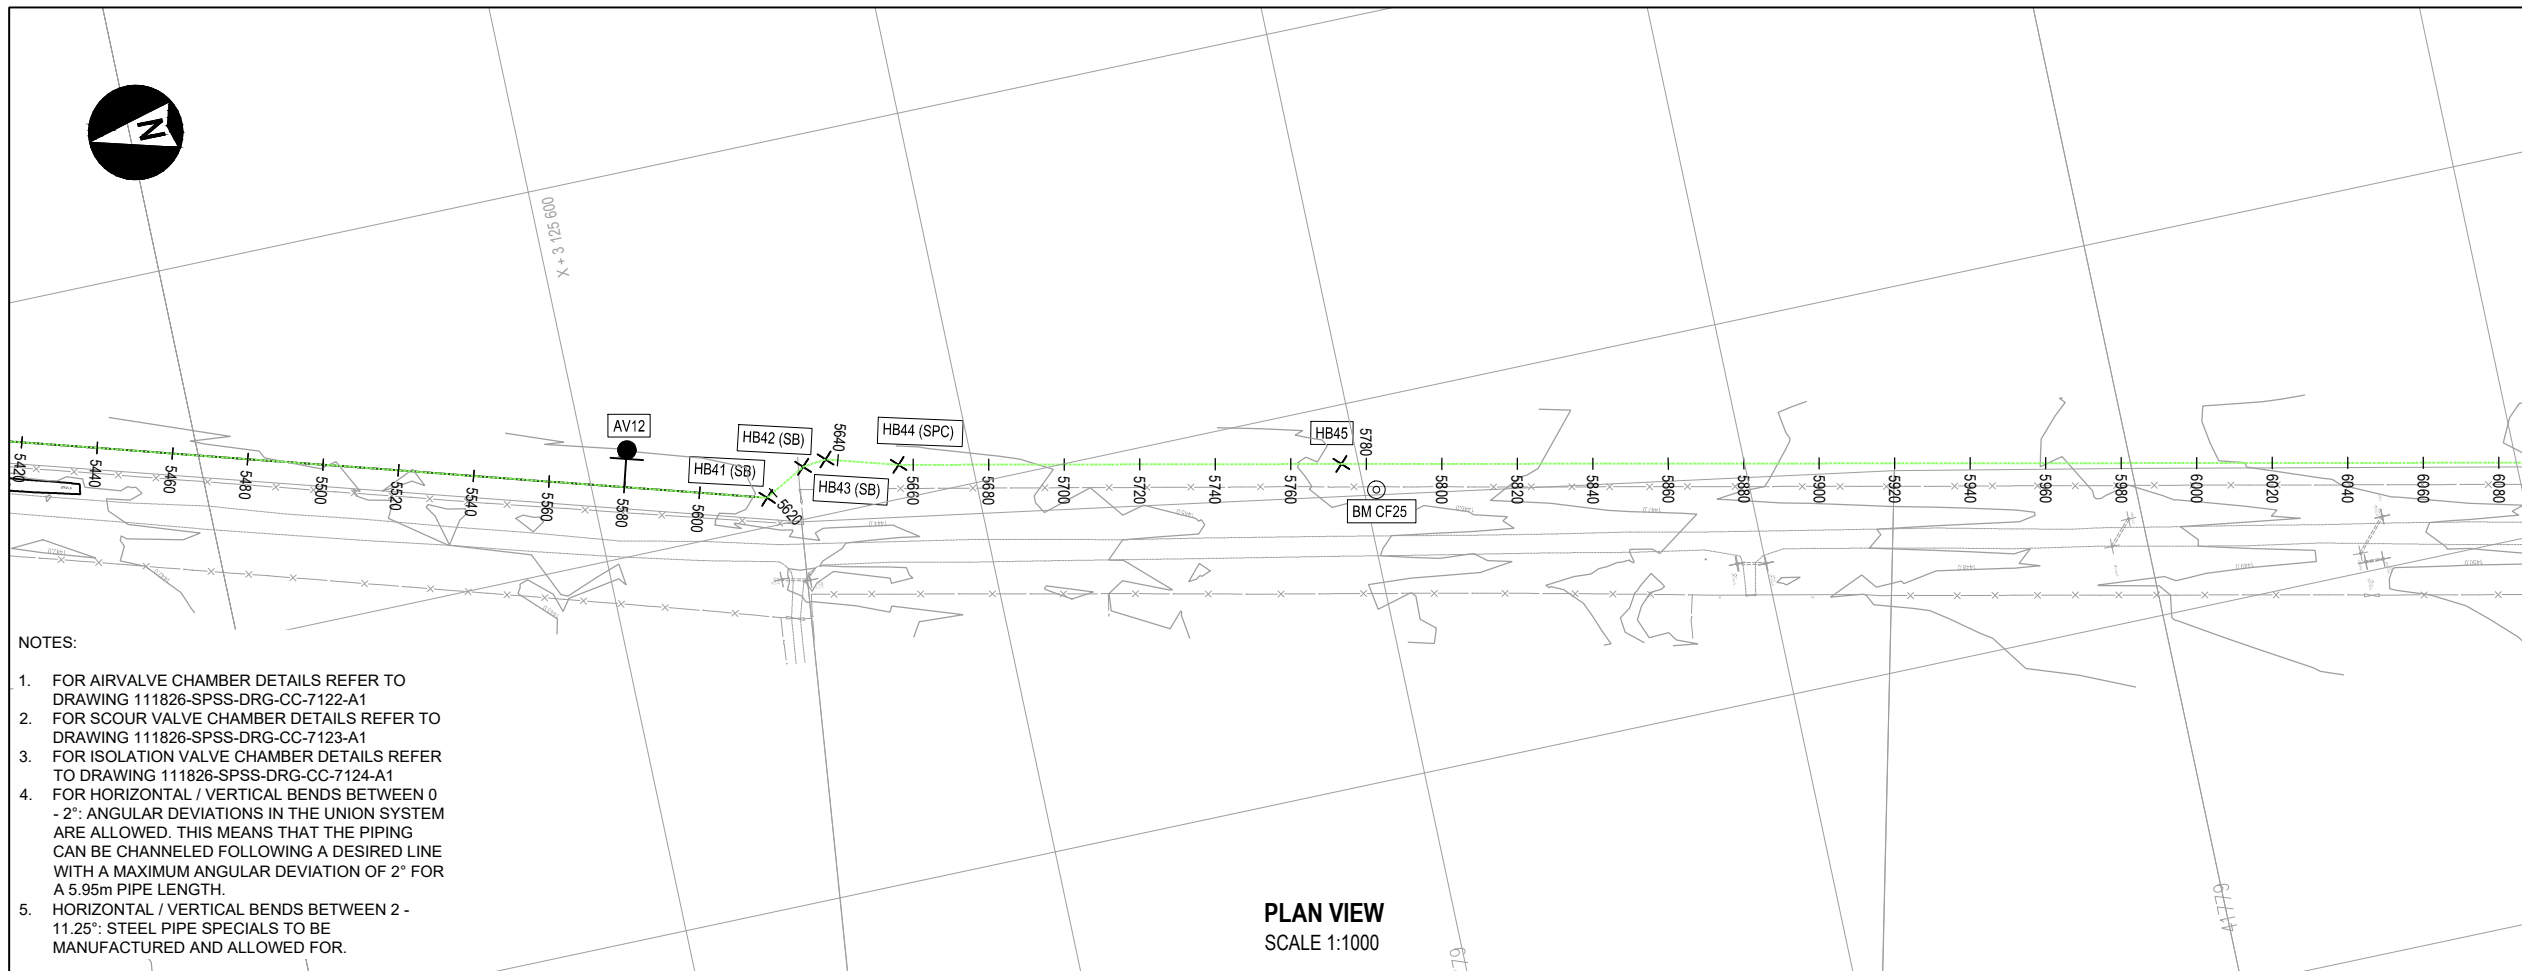 N
X + 3 125 600
AV12
HB42 (SB)
HB41 (SB)
HB43 (SB)
HB44 (SPC)
HB45
BM CF25
5420
5440
5460
5480
5500
5520
5540
5560
5580
5600
5620
5640
5660
5680
5700
5720
5740
5760
5780
5800
5820
5840
5860
5880
5900
5920
5940
5960
5980
6000
6020
6040
6060
6080
NOTES:
1. FOR AIRVALVE CHAMBER DETAILS REFER TO
DRAWING 111826-SPSS-DRG-CC-7122-A1
2. FOR SCOUR VALVE CHAMBER DETAILS REFER TO
DRAWING 111826-SPSS-DRG-CC-7123-A1
3. FOR ISOLATION VALVE CHAMBER DETAILS REFER
TO DRAWING 111826-SPSS-DRG-CC-7124-A1
4. FOR HORIZONTAL / VERTICAL BENDS BETWEEN 0
- 2°: ANGULAR DEVIATIONS IN THE UNION SYSTEM
ARE ALLOWED. THIS MEANS THAT THE PIPING
CAN BE CHANNELED FOLLOWING A DESIRED LINE
WITH A MAXIMUM ANGULAR DEVIATION OF 2° FOR
A 5.95m PIPE LENGTH.
5. HORIZONTAL / VERTICAL BENDS BETWEEN 2 -
11.25°: STEEL PIPE SPECIALS TO BE
MANUFACTURED AND ALLOWED FOR.
PLAN VIEW
SCALE 1:1000